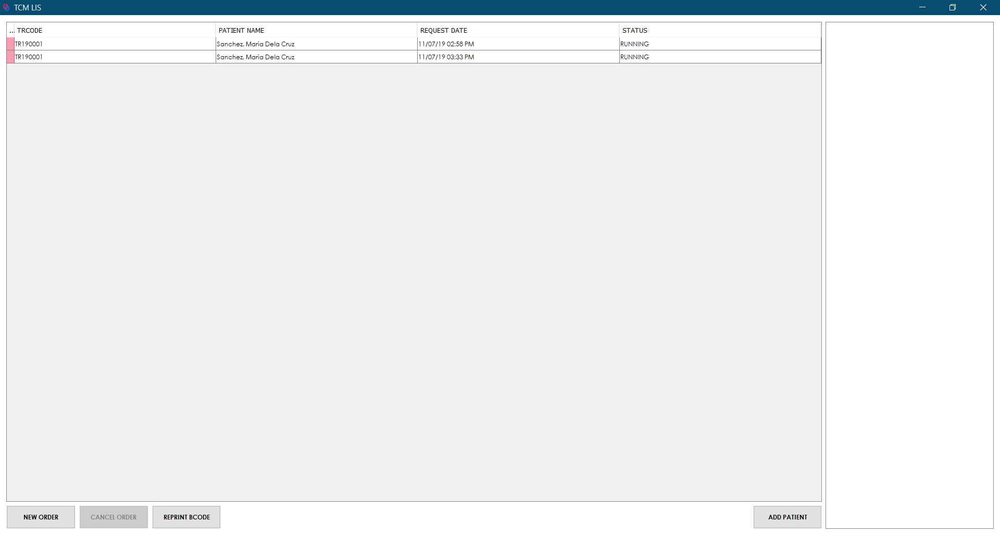 TCM LIS
... TRCODE PATIENT NAME REQUEST DATE STATUS
TR190001 Sanchez, Maria Dela Cruz 11/07/19 02:58 PM RUNNING
TR190001 Sanchez, Maria Dela Cruz 11/07/19 03:33 PM RUNNING
NEW ORDER CANCEL ORDER REPRINT BCODE ADD PATIENT